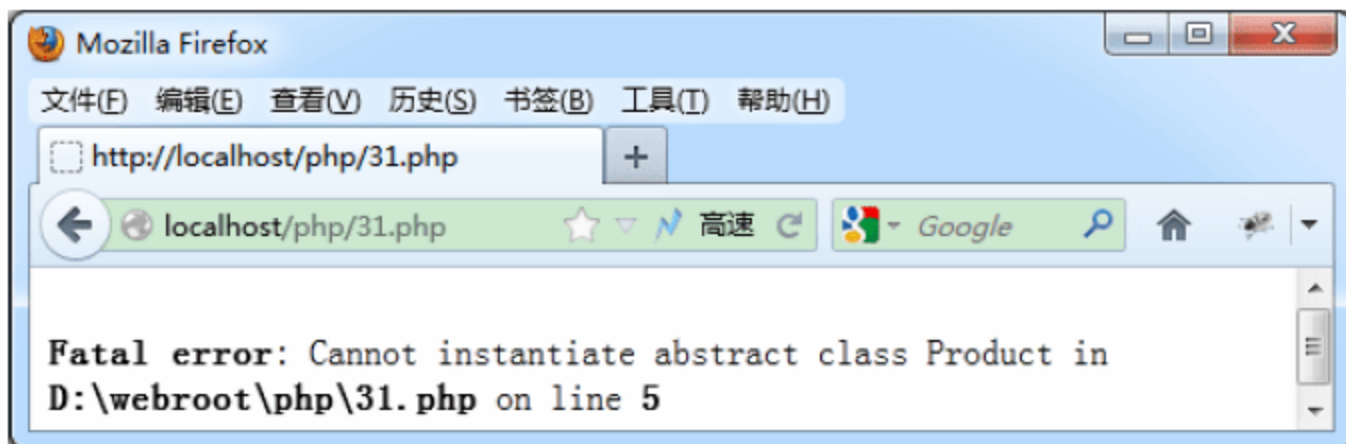 Mozilla Firefox
文件(F) 编辑(E) 查看(V) 历史(S) 书签(B) 工具(T) 帮助(H)
http://localhost/php/31.php
localhost/php/31.php 高速 Google
Fatal error: Cannot instantiate abstract class Product in
D:\webroot\php\31.php on line 5